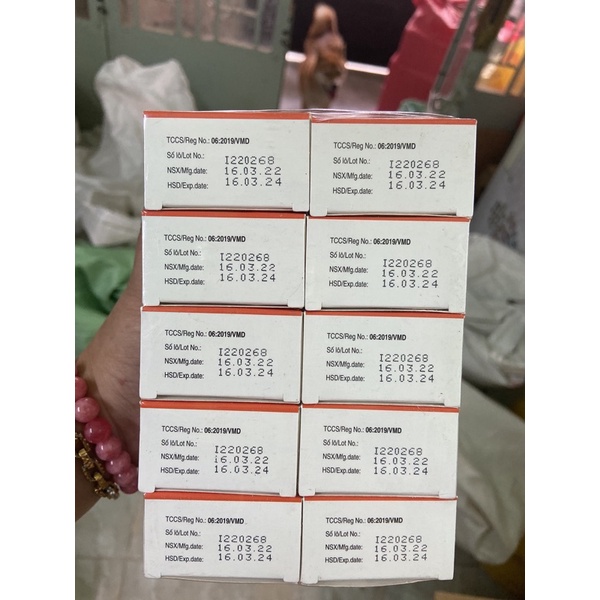 TCCS/Reg No.: 06:2019/VMD
Số lô/Lot No.: I220268
NSX/Mfg.date: 16.03.22
HSD/Exp.date: 16.03.24
TCCS/Reg No.: 06:2019/VMD
Số lô/Lot No.: I220268
NSX/Mfg.date: 16.03.22
HSD/Exp.date: 16.03.24
TCCS/Reg No.: 06:2019/VMD
Số lô/Lot No.: I220268
NSX/Mfg.date: 16.03.22
HSD/Exp.date: 16.03.24
TCCS/Reg No.: 06:2019/VMD
Số lô/Lot No.: I220268
NSX/Mfg.date: 16.03.22
HSD/Exp.date: 16.03.24
TCCS/Reg No.: 06:2019/VMD
Số lô/Lot No.: I220268
NSX/Mfg.date: 16.03.22
HSD/Exp.date: 16.03.24
TCCS/Reg No.: 06:2019/VMD
Số lô/Lot No.: I220268
NSX/Mfg.date: 16.03.22
HSD/Exp.date: 16.03.24
TCCS/Reg No.: 06:2019/VMD
Số lô/Lot No.: I220268
NSX/Mfg.date: 16.03.22
HSD/Exp.date: 16.03.24
TCCS/Reg No.: 06:2019/VMD
Số lô/Lot No.: I220268
NSX/Mfg.date: 16.03.22
HSD/Exp.date: 16.03.24
TCCS/Reg No.: 06:2019/VMD
Số lô/Lot No.: I220268
NSX/Mfg.date: 16.03.22
HSD/Exp.date: 16.03.24
TCCS/Reg No.: 06:2019/VMD
Số lô/Lot No.: I220268
NSX/Mfg.date: 16.03.22
HSD/Exp.date: 16.03.24